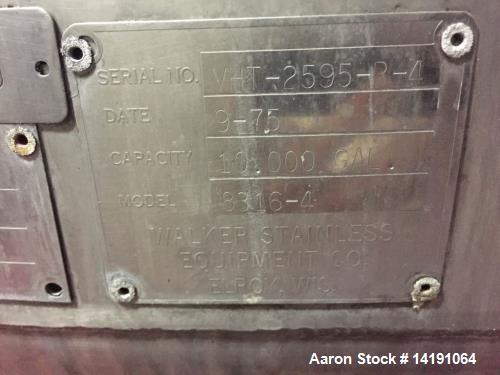 SERIAL NO. VHT-2595-R-4
DATE 9-75
CAPACITY 10,000 GAL.
MODEL 8316-4
WALKER STAINLESS
EQUIPMENT CO.
ELROY, WIS.
Aaron Stock # 14191064